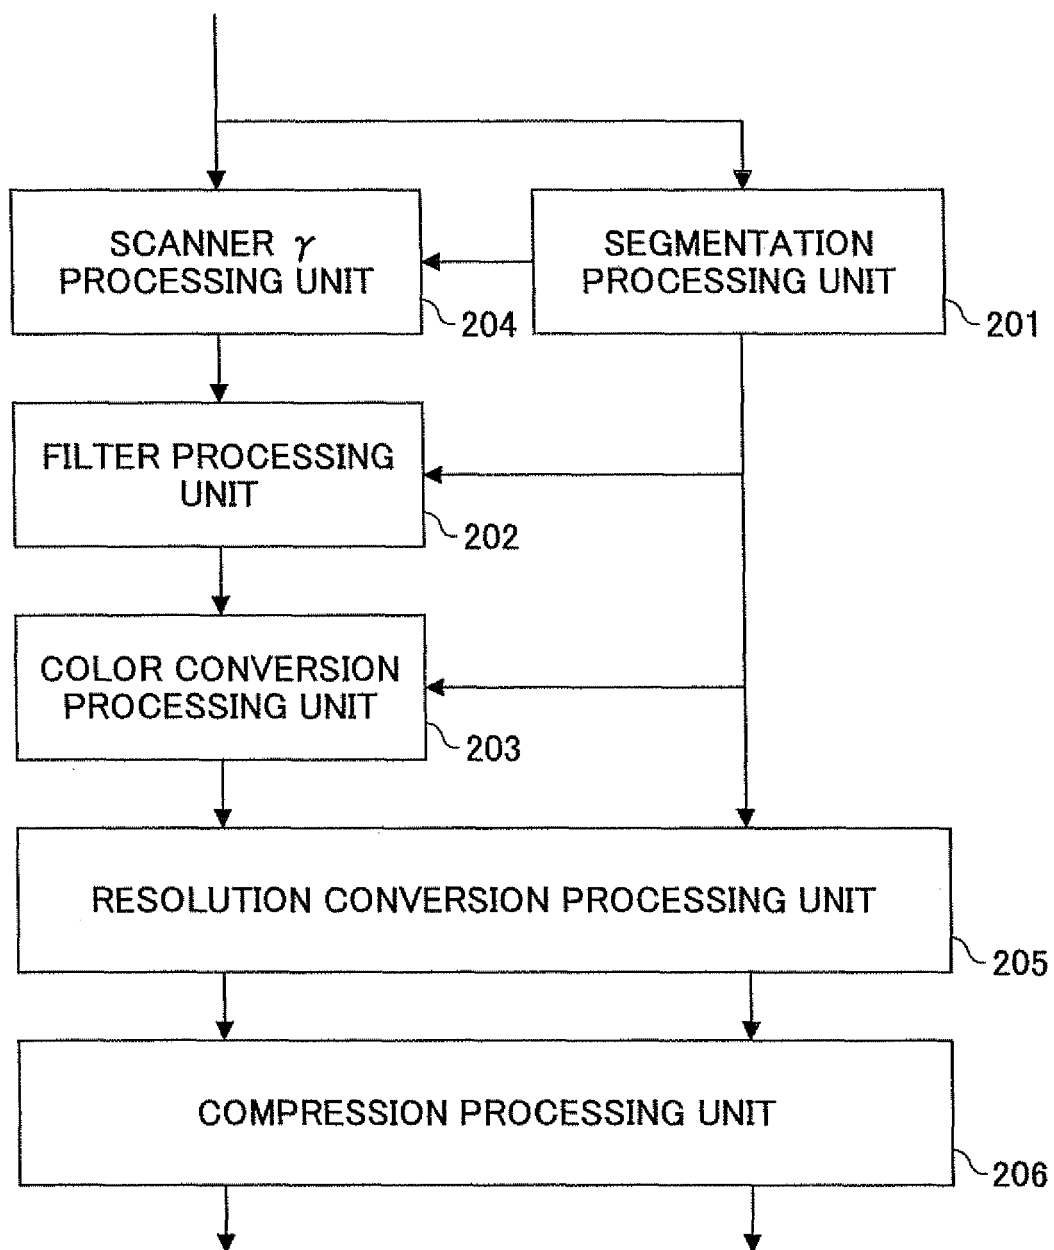 SCANNER γ
PROCESSING UNIT
204
SEGMENTATION
PROCESSING UNIT
201
FILTER PROCESSING
UNIT
202
COLOR CONVERSION
PROCESSING UNIT
203
RESOLUTION CONVERSION PROCESSING UNIT
205
COMPRESSION PROCESSING UNIT
206